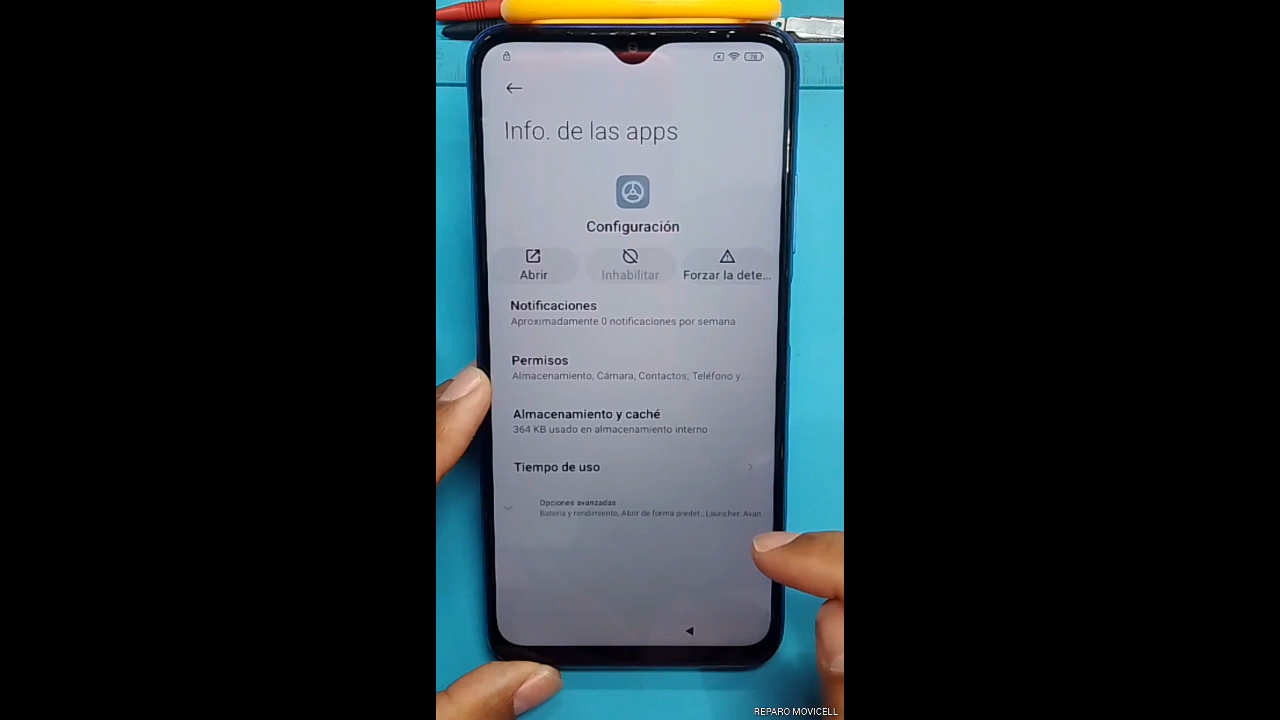 78
Info. de las apps
Configuración
Abrir
Inhabilitar
Forzar la dete...
Notificaciones
Aproximadamente 0 notificaciones por semana
Permisos
Almacenamiento, Cámara, Contactos, Teléfono y...
Almacenamiento y caché
364 KB usado en almacenamiento interno
Tiempo de uso
Opciones avanzadas
Batería y rendimiento, Abrir de forma predet., Launcher, Avan...
REPARO MOVICELL